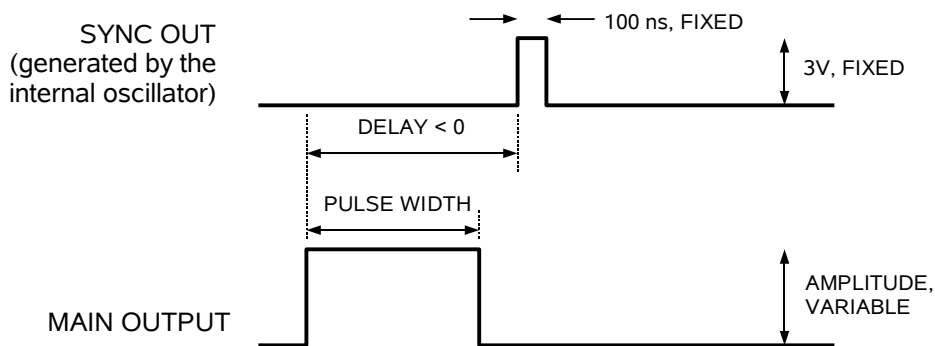 SYNC OUT
(generated by the
internal oscillator)
100 ns, FIXED
3V, FIXED
DELAY < 0
PULSE WIDTH
MAIN OUTPUT
AMPLITUDE,
VARIABLE